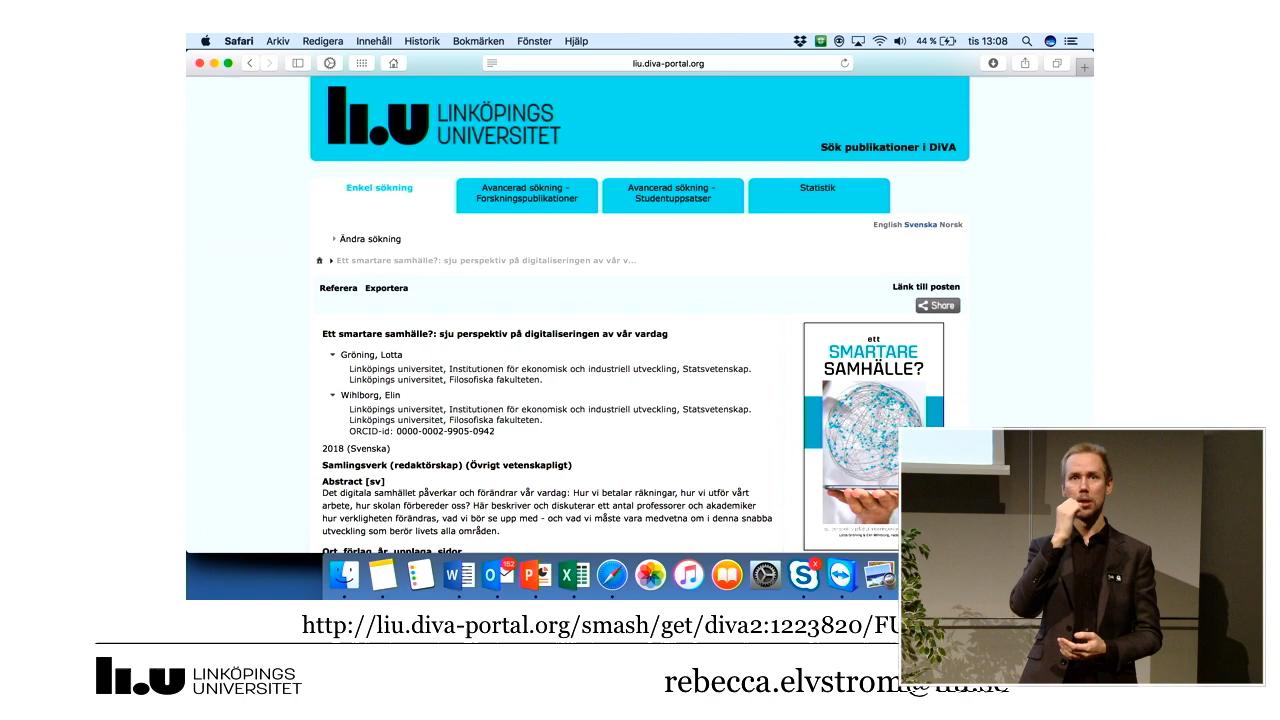 Safari Arkiv Redigera Innehåll Historik Bokmärken Fönster Hjälp 44 % tis 13:08
liu.diva-portal.org
li.u LINKÖPINGS
UNIVERSITET
Sök publikationer i DiVA
Enkel sökning
Avancerad sökning -
Forskningspublikationer
Avancerad sökning -
Studentuppsatser
Statistik
English Svenska Norsk
Ändra sökning
Ett smartare samhälle?: sju perspektiv på digitaliseringen av vår v...
Referera Exportera
Länk till posten
Share
Ett smartare samhälle?: sju perspektiv på digitaliseringen av vår vardag
Gröning, Lotta
Linköpings universitet, Institutionen för ekonomisk och industriell utveckling, Statsvetenskap.
Linköpings universitet, Filosofiska fakulteten.
Wihlborg, Elin
Linköpings universitet, Institutionen för ekonomisk och industriell utveckling, Statsvetenskap.
Linköpings universitet, Filosofiska fakulteten.
ORCID-id: 0000-0002-9905-0942
2018 (Svenska)
Samlingsverk (redaktörskap) (Övrigt vetenskapligt)
Abstract [sv]
Det digitala samhället påverkar och förändrar vår vardag: Hur vi betalar räkningar, hur vi utför vårt
arbete, hur skolan förbereder oss? Här beskriver och diskuterar ett antal professorer och akademiker
hur verkligheten förändras, vad vi bör se upp med - och vad vi måste vara medvetna om i denna snabba
utveckling som berör livets alla områden.
Ort, förlag, år, upplaga, sidor
ett
SMARTARE
SAMHÄLLE?
152
http://liu.diva-portal.org/smash/get/diva2:1223820/FU
li.u LINKÖPINGS
UNIVERSITET
rebecca.elvstrom@liu.se